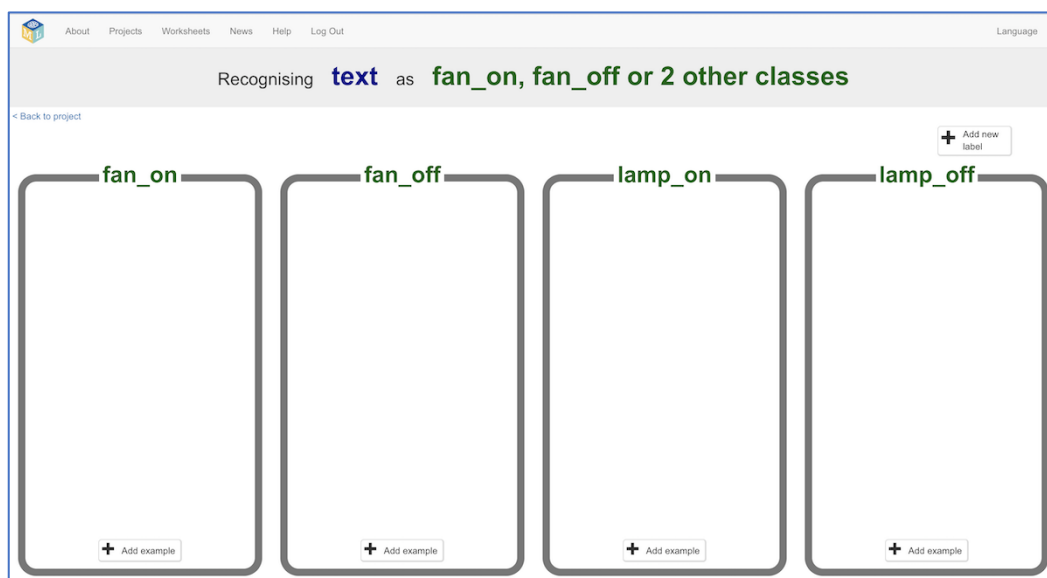 About Projects Worksheets News Help Log Out Language
Recognising text as fan_on, fan_off or 2 other classes
< Back to project
Add new
label
fan_on fan_off lamp_on lamp_off
Add example Add example Add example Add example